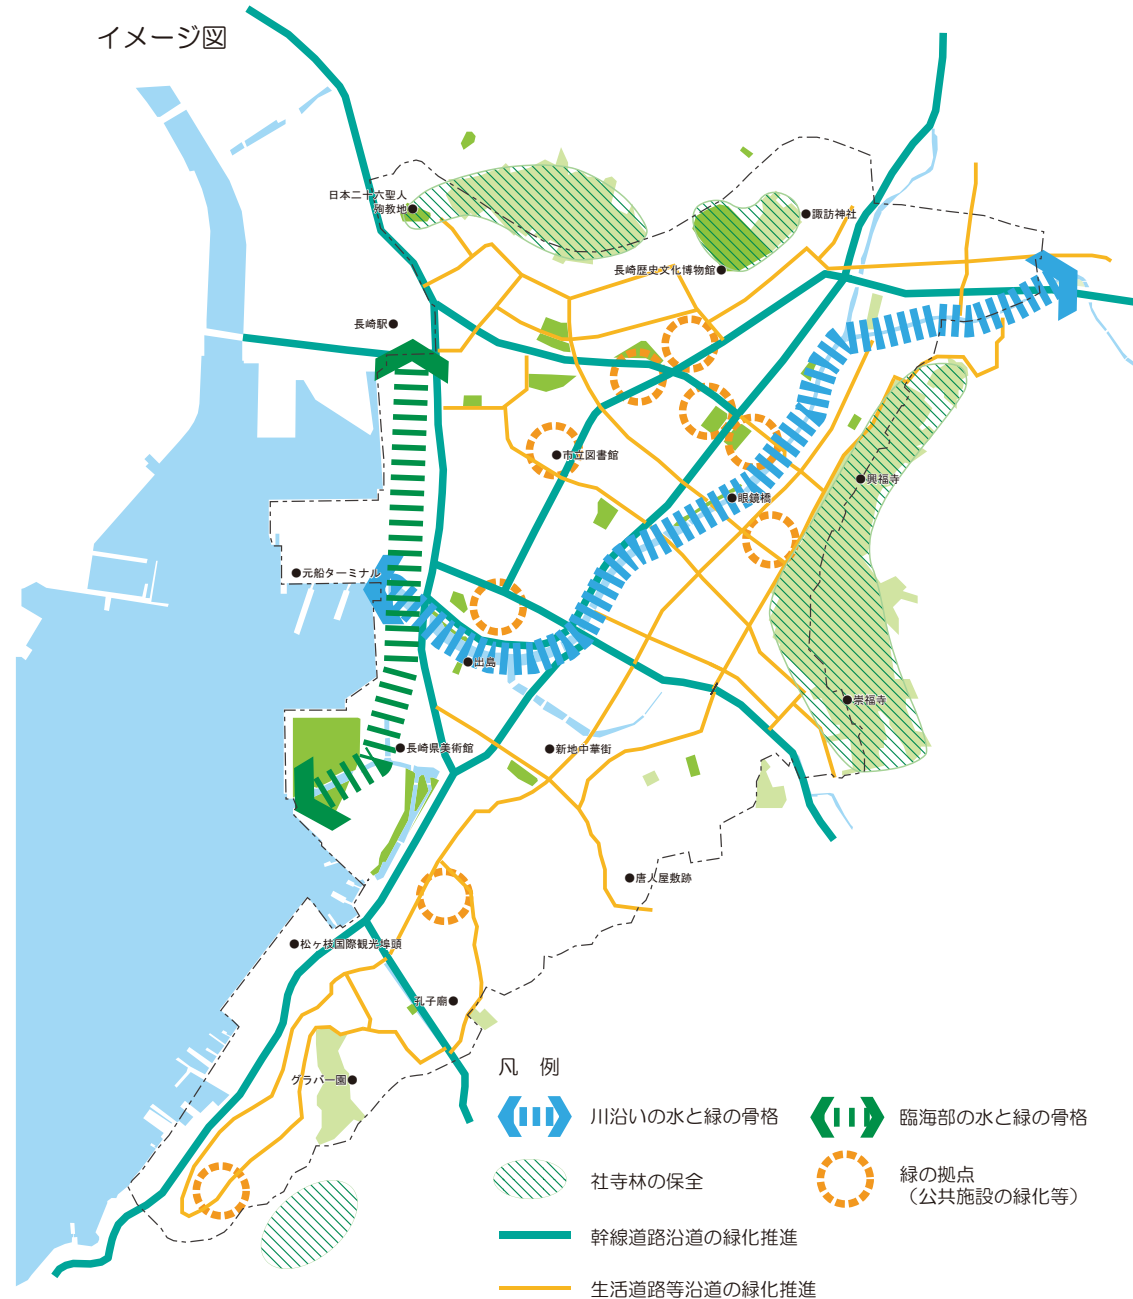 イメージ図
日本二十六聖人
殉教地
諏訪神社
長崎歴史文化博物館
長崎駅
市立図書館
興福寺
眼鏡橋
元船ターミナル
出島
崇福寺
長崎県美術館
新地中華街
唐人屋敷跡
松ヶ枝国際観光埠頭
孔子廟
グラバー園
凡 例
川沿いの水と緑の骨格
臨海部の水と緑の骨格
社寺林の保全
緑の拠点
（公共施設の緑化等）
幹線道路沿道の緑化推進
生活道路等沿道の緑化推進